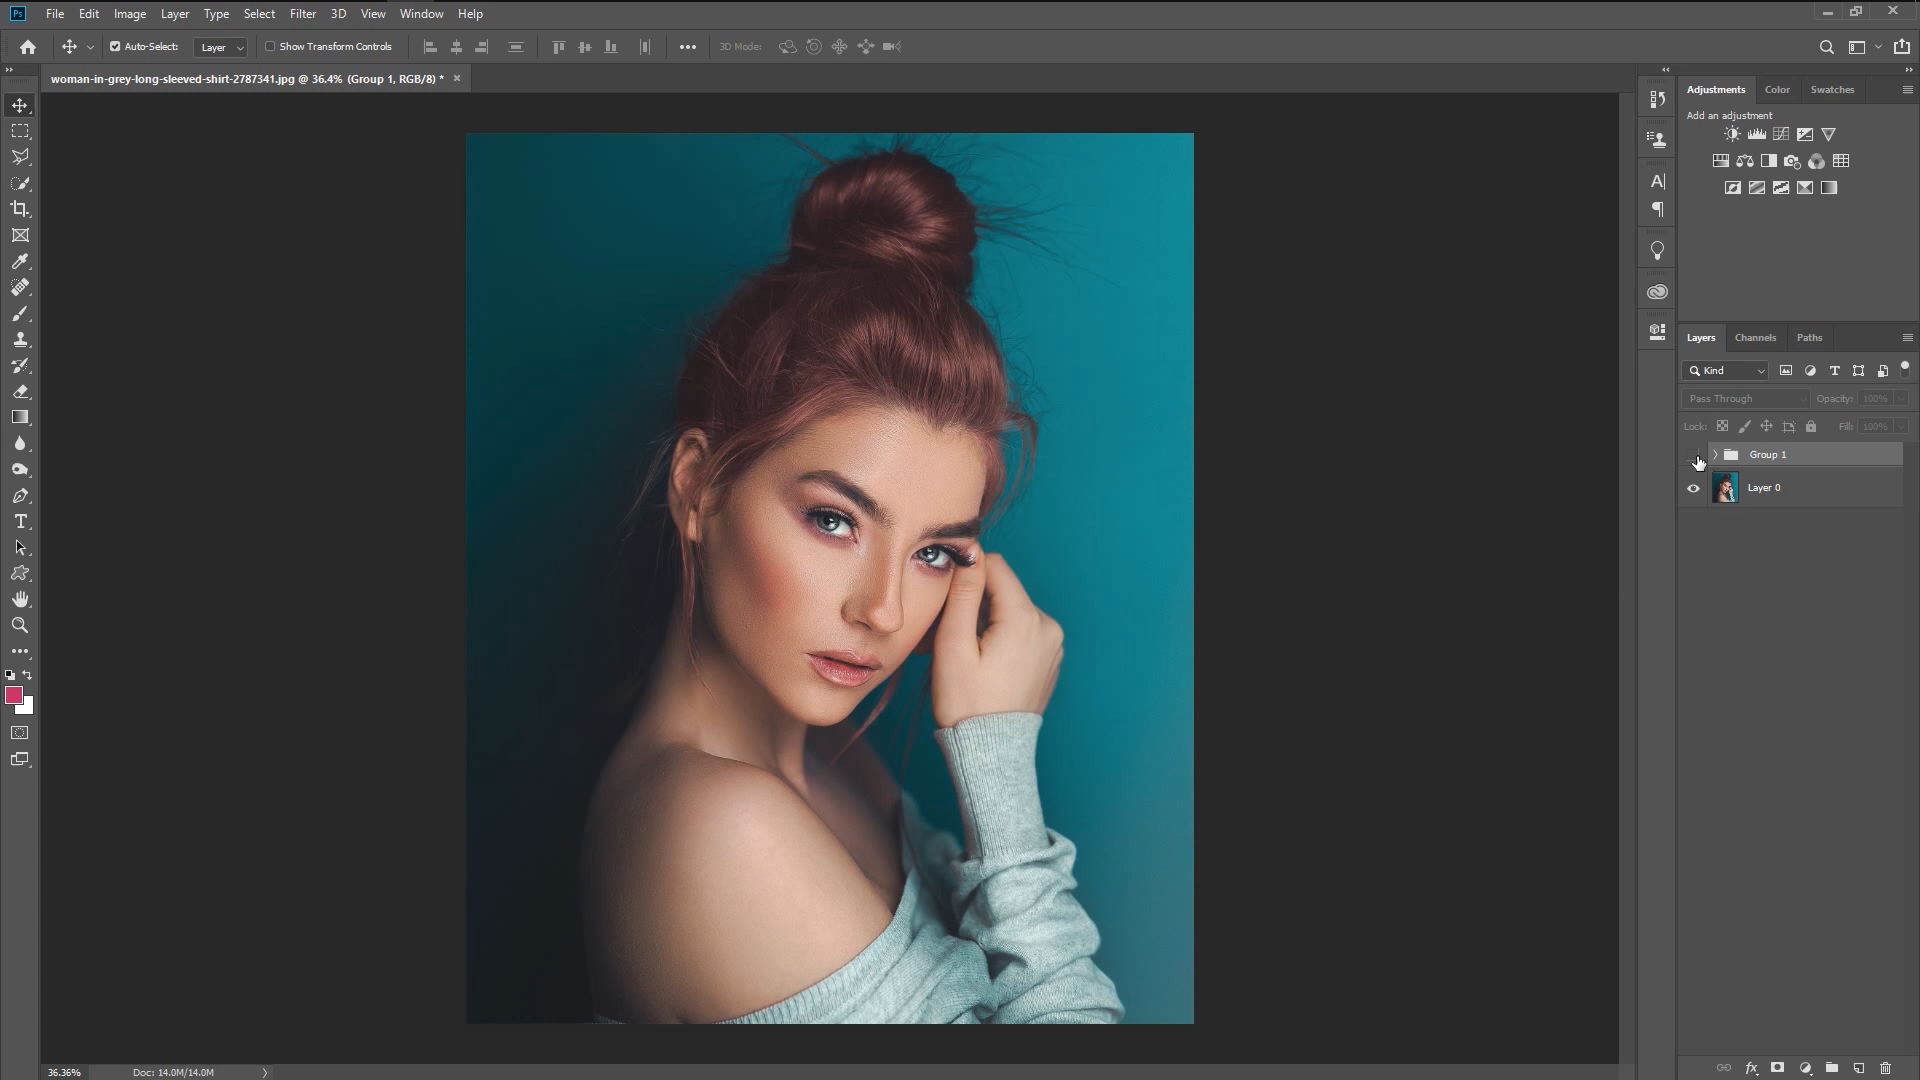 Ps File Edit Image Layer Type Select Filter 3D View Window Help
Auto-Select: Layer Show Transform Controls 3D Mode:
woman-in-grey-long-sleeved-shirt-2787341.jpg @ 36.4% (Group 1, RGB/8) *
Adjustments Color Swatches
Add an adjustment
Layers Channels Paths
Kind
Pass Through Opacity: 100%
Lock: Fill: 100%
Group 1
Layer 0
36.36% Doc: 14.0M/14.0M